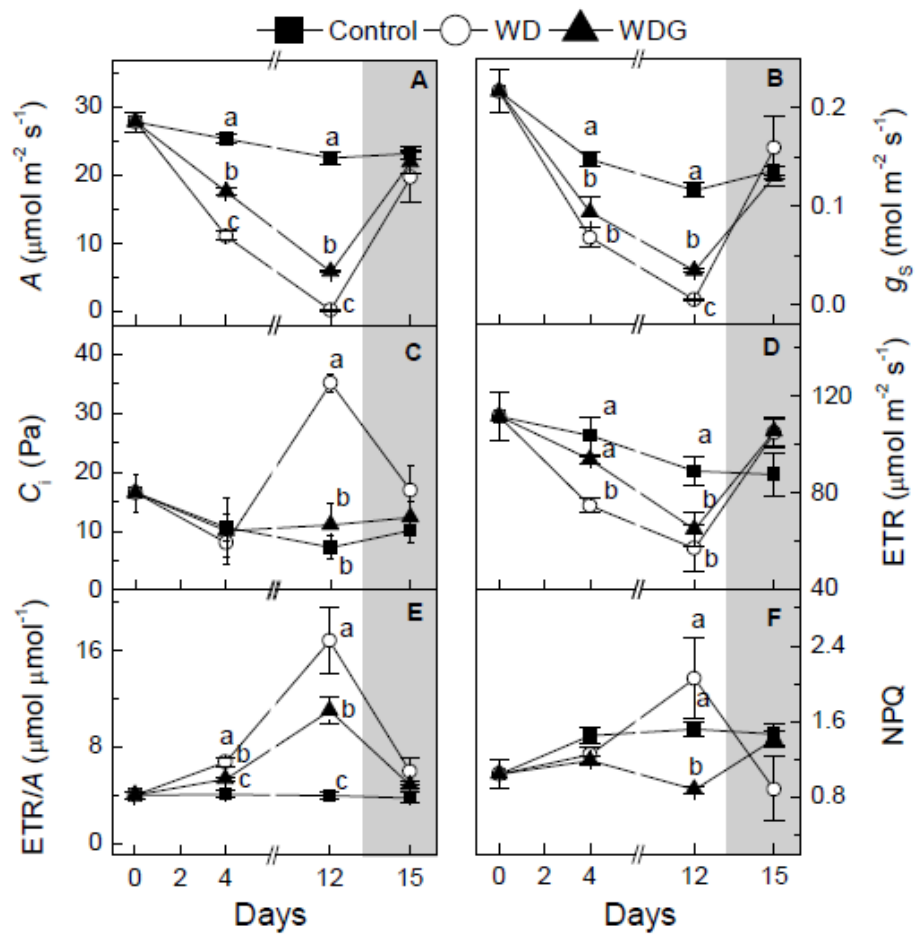 Control WD WDG
A
a
a
b
b
c
c
30
20
10
0
A (µmol m⁻² s⁻¹)
B
a
a
b
b
b
c
0.2
0.1
0.0
gS (mol m⁻² s⁻¹)
C
a
b
b
40
30
20
10
0
Ci (Pa)
D
a
a
a
b
b
b
120
80
40
ETR (µmol m⁻² s⁻¹)
E
a
a
b
b
c
c
16
8
0
ETR/A (µmol µmol⁻¹)
F
a
a
b
2.4
1.6
0.8
NPQ
0 2 4 12 15
Days
0 2 4 12 15
Days